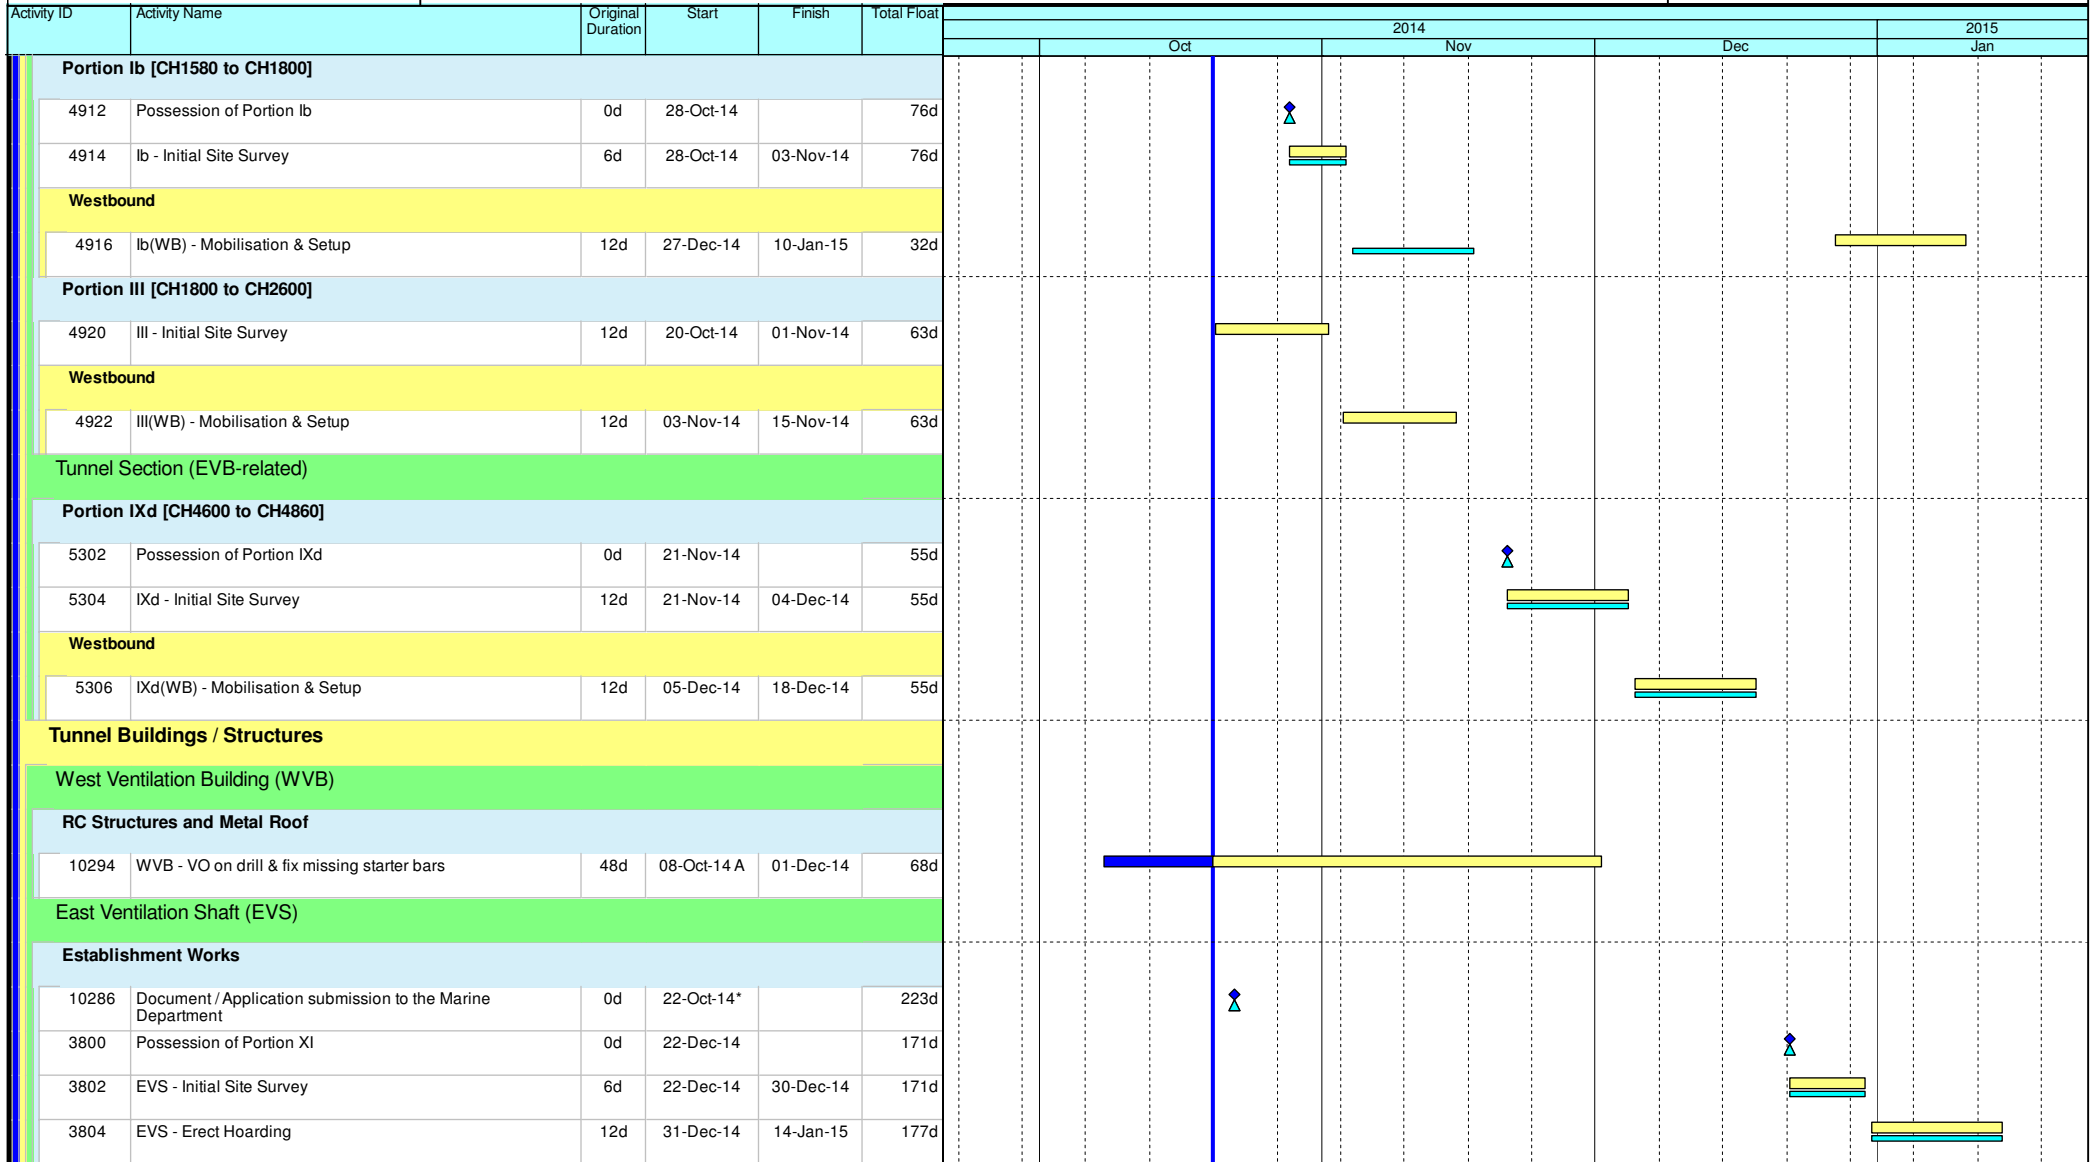 Activity ID Activity Name Original Duration Start Finish Total Float 2014 2015
Oct Nov Dec Jan
Portion Ib [CH1580 to CH1800]
4912 Possession of Portion Ib 0d 28-Oct-14 76d
4914 Ib - Initial Site Survey 6d 28-Oct-14 03-Nov-14 76d
Westbound
4916 Ib(WB) - Mobilisation & Setup 12d 27-Dec-14 10-Jan-15 32d
Portion III [CH1800 to CH2600]
4920 III - Initial Site Survey 12d 20-Oct-14 01-Nov-14 63d
Westbound
4922 III(WB) - Mobilisation & Setup 12d 03-Nov-14 15-Nov-14 63d
Tunnel Section (EVB-related)
Portion IXd [CH4600 to CH4860]
5302 Possession of Portion IXd 0d 21-Nov-14 55d
5304 IXd - Initial Site Survey 12d 21-Nov-14 04-Dec-14 55d
Westbound
5306 IXd(WB) - Mobilisation & Setup 12d 05-Dec-14 18-Dec-14 55d
Tunnel Buildings / Structures
West Ventilation Building (WVB)
RC Structures and Metal Roof
10294 WVB - VO on drill & fix missing starter bars 48d 08-Oct-14 A 01-Dec-14 68d
East Ventilation Shaft (EVS)
Establishment Works
10286 Document / Application submission to the Marine Department 0d 22-Oct-14* 223d
3800 Possession of Portion XI 0d 22-Dec-14 171d
3802 EVS - Initial Site Survey 6d 22-Dec-14 30-Dec-14 171d
3804 EVS - Erect Hoarding 12d 31-Dec-14 14-Jan-15 177d